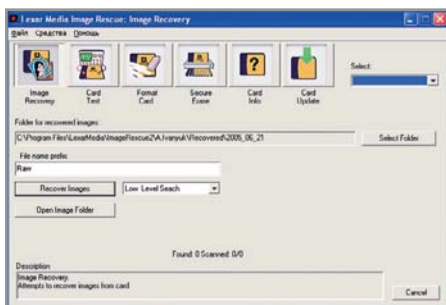 Lexar Media Image Rescue: Image Recovery
Файл Средства Помощь
Image Recovery
Card Test
Format Card
Secure Erase
Card Info
Card Update
Select:
Folder for recovered images:
C:\Program Files\LexarMedia\ImageRescue2\A.Ivanyuk\Recovered\2005_06_21
Select Folder
File name prefix:
Raw
Recover Images
Low Level Seach
Open Image Folder
Found: 0 Scanned: 0/0
Description
Image Recovery.
Attempts to recover images from card
Cancel